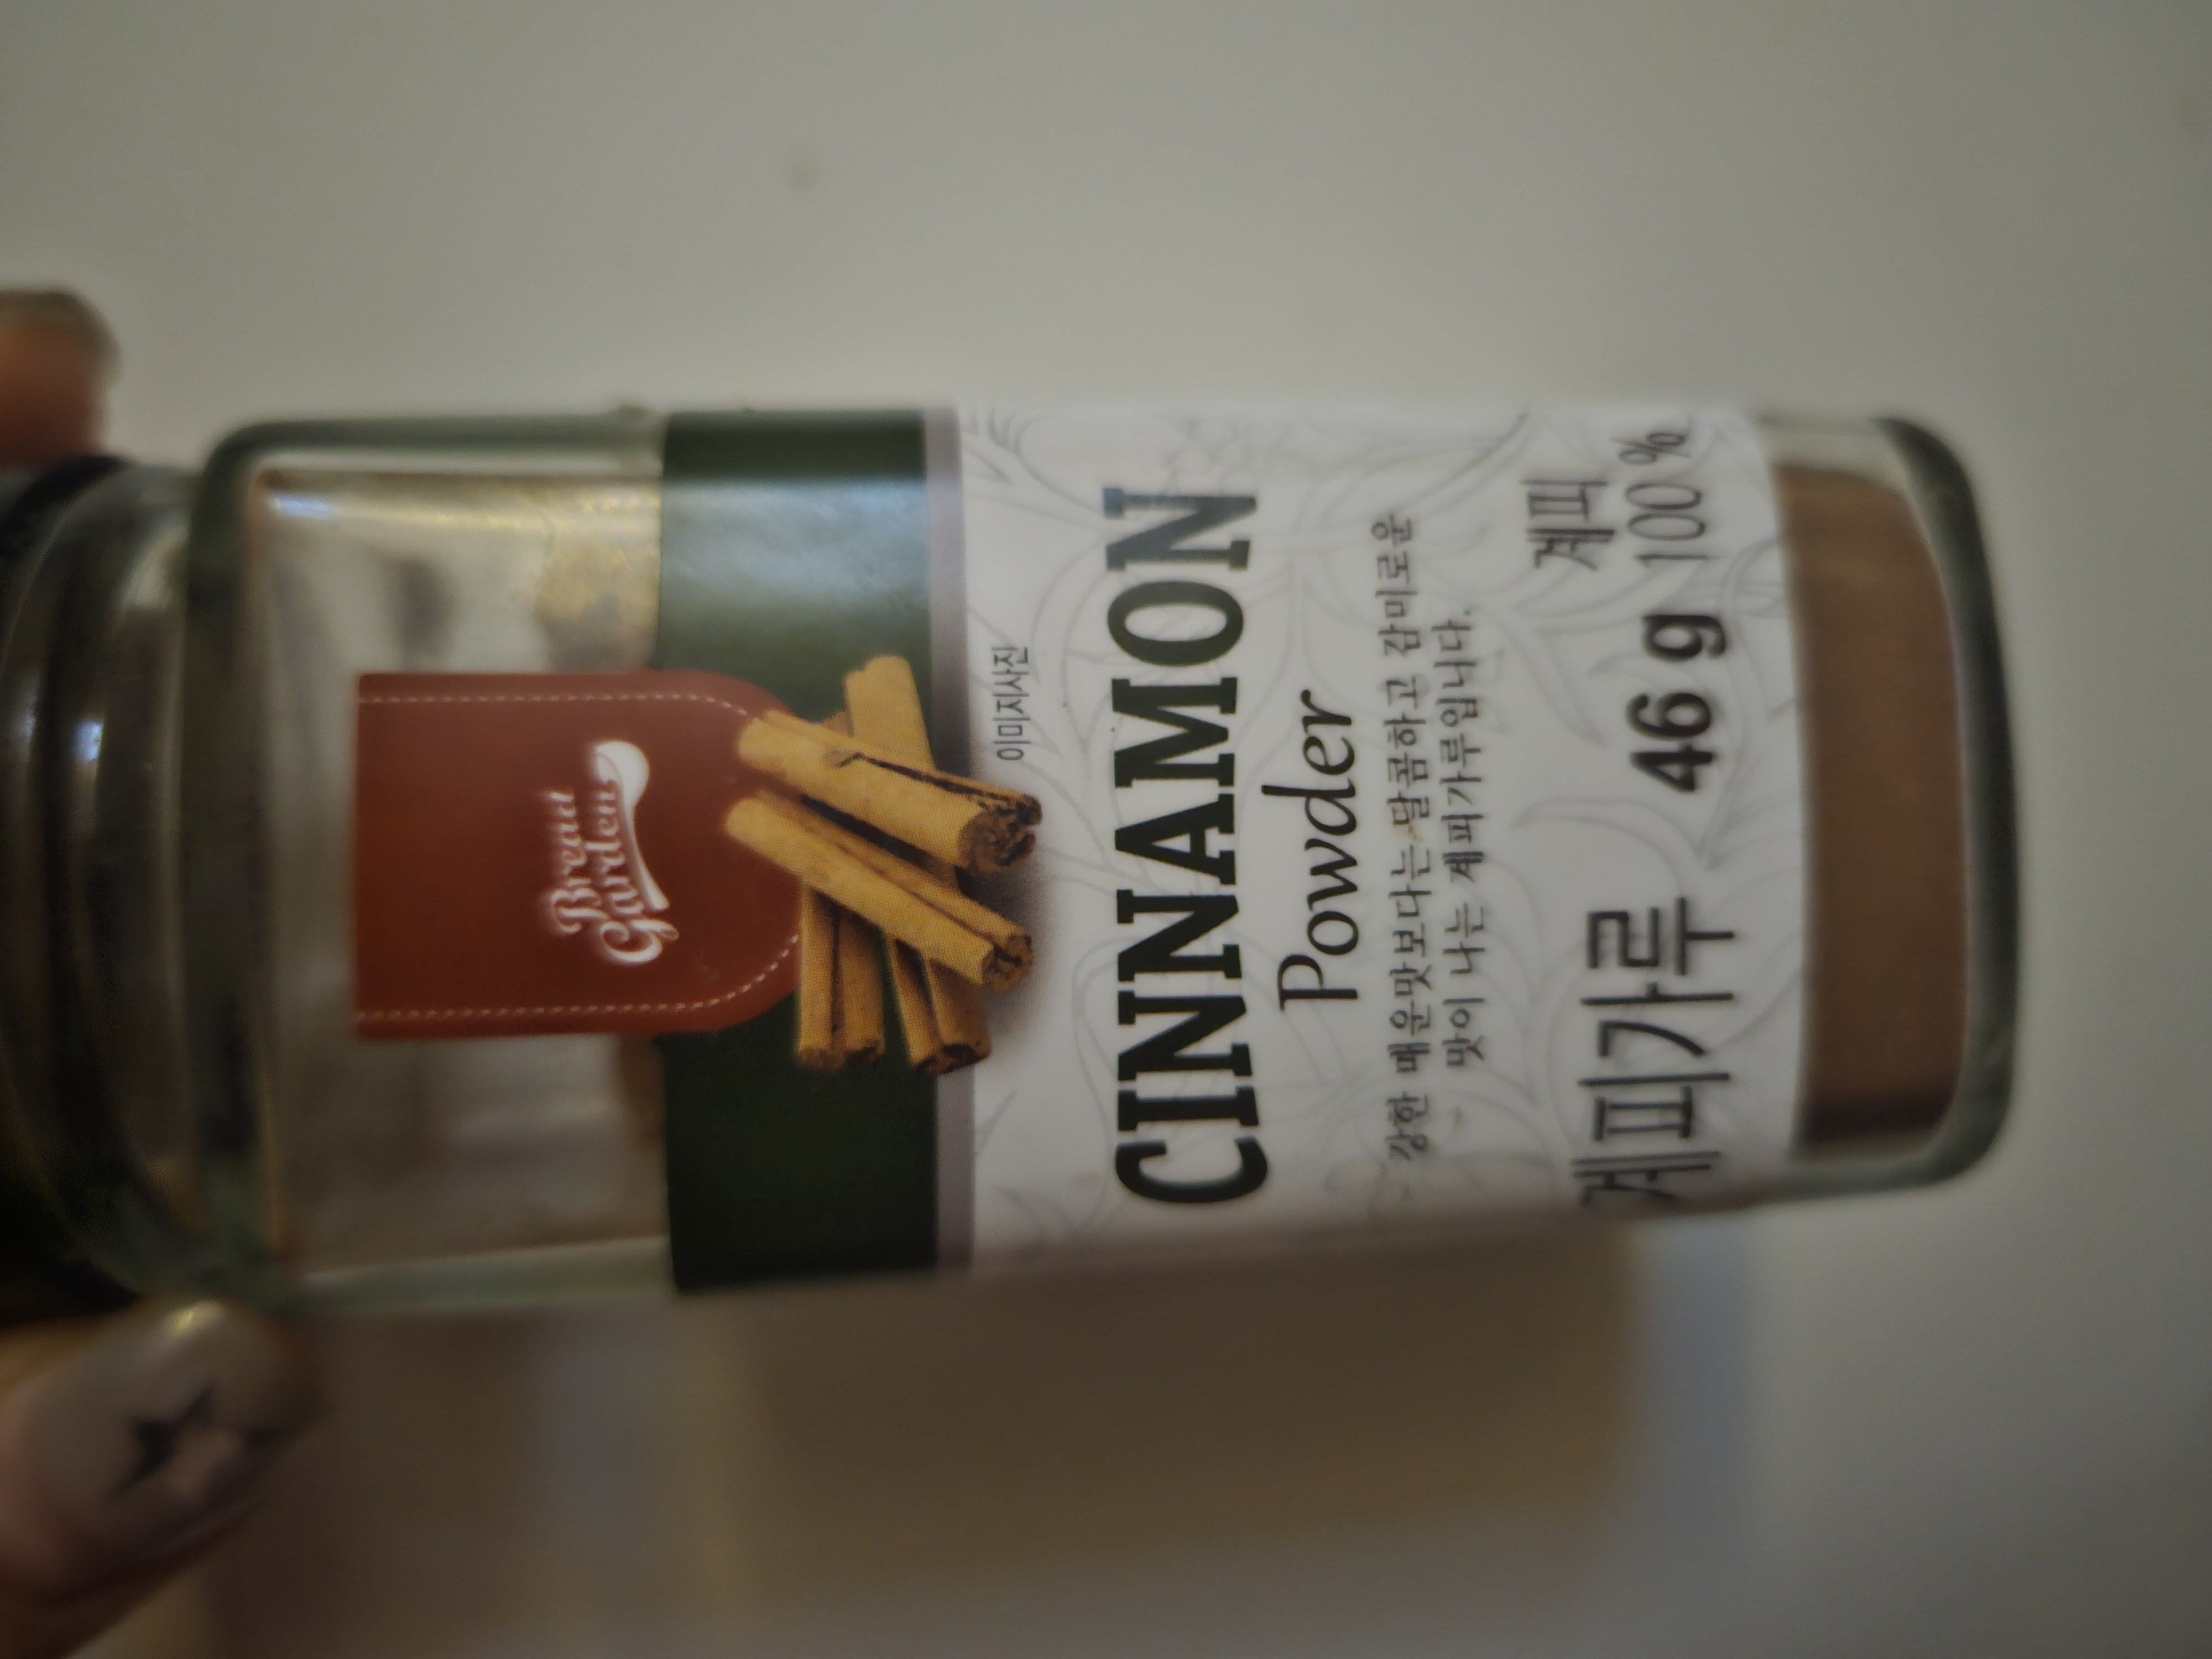 Bread
Garden
이미지사진
CINNAMON
Powder
강한 매운맛보다는 달콤하고 감미로운
맛이 나는 계피가루입니다.
계피가루 46 g 계피
100 %